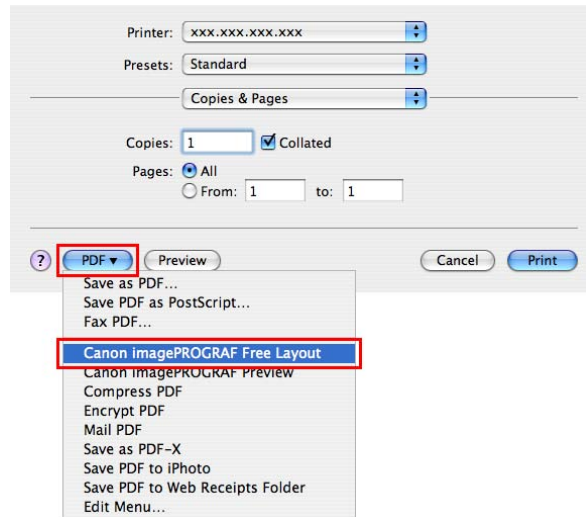 Printer: xxx.xxx.xxx.xxx
Presets: Standard
Copies & Pages
Copies: 1 Collated
Pages: All
From: 1 to: 1
? PDF▼ Preview Cancel Print
Save as PDF...
Save PDF as PostScript...
Fax PDF...
Canon imagePROGRAF Free Layout
Canon imagePROGRAF Preview
Compress PDF
Encrypt PDF
Mail PDF
Save as PDF-X
Save PDF to iPhoto
Save PDF to Web Receipts Folder
Edit Menu...